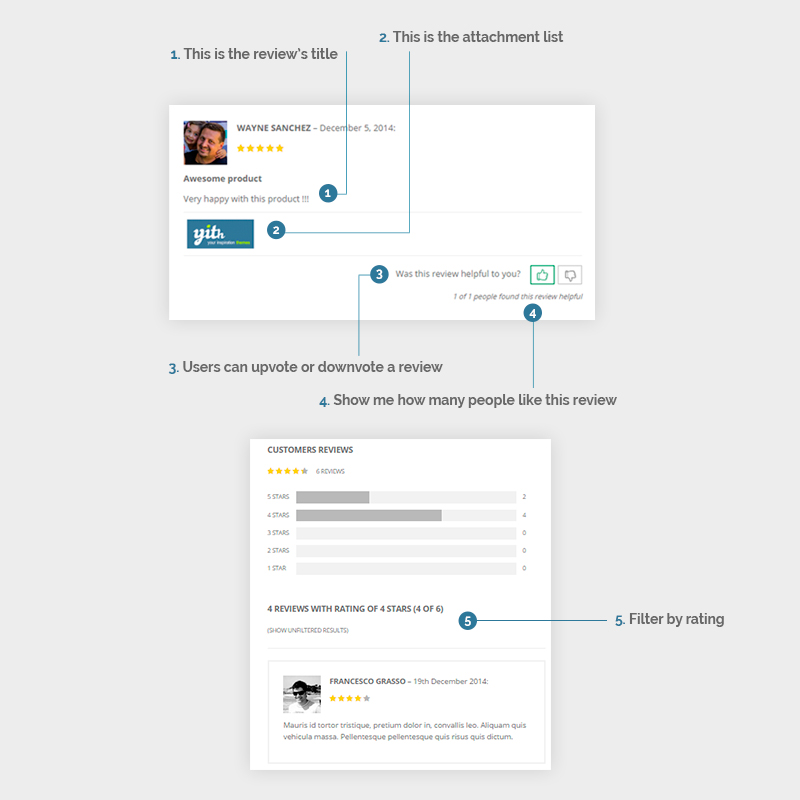 2. This is the attachment list
1. This is the review's title
WAYNE SANCHEZ – December 5, 2014:
Awesome product
Very happy with this product !!!
1
yith
your inspiration themes
2
3
Was this review helpful to you?
1 of 1 people found this review helpful
4
3. Users can upvote or downvote a review
4. Show me how many people like this review
CUSTOMERS REVIEWS
6 REVIEWS
5 STARS 2
4 STARS 4
3 STARS 0
2 STARS 0
1 STAR 0
4 REVIEWS WITH RATING OF 4 STARS (4 OF 6)
5
5. Filter by rating
(SHOW UNFILTERED RESULTS)
FRANCESCO GRASSO – 19th December 2014:
Mauris id tortor tristique, pretium dolor in, convallis leo. Aliquam quis
vehicula massa. Pellentesque pellentesque quis risus quis dictum.